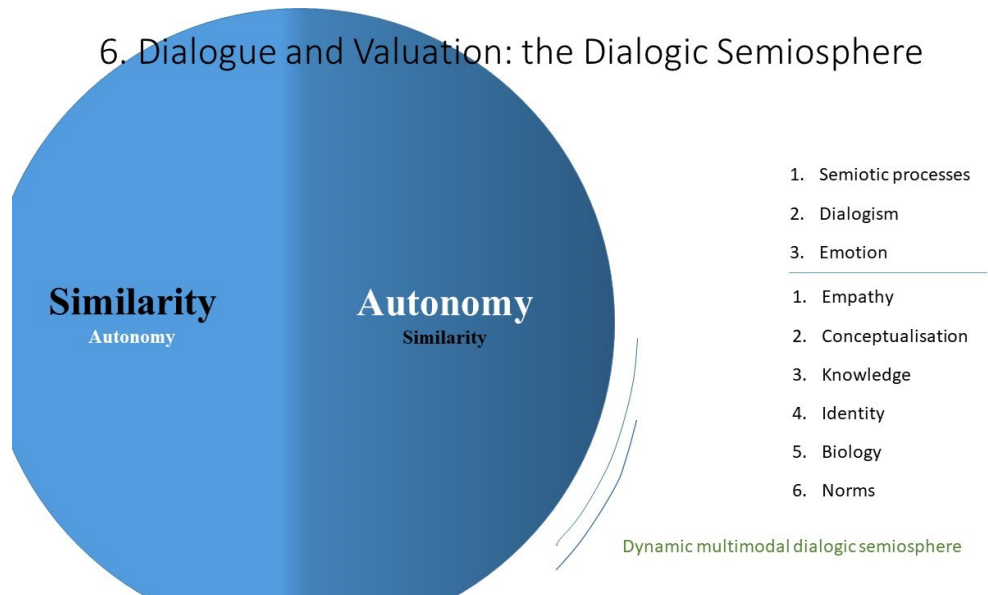 6. Dialogue and Valuation: the Dialogic Semiosphere
Similarity
Autonomy
Autonomy
Similarity
1. Semiotic processes
2. Dialogism
3. Emotion
1. Empathy
2. Conceptualisation
3. Knowledge
4. Identity
5. Biology
6. Norms
Dynamic multimodal dialogic semiosphere